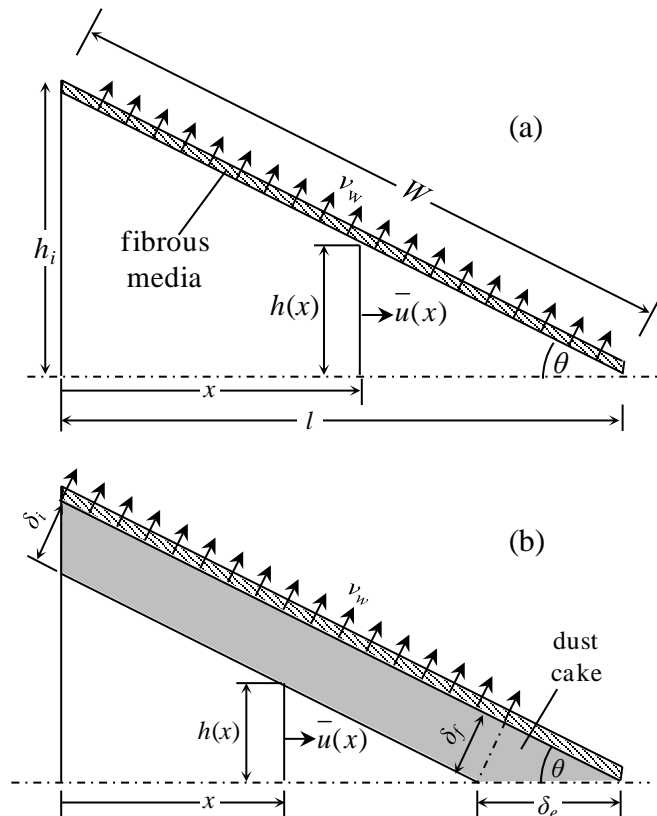 (a)
W
ν_w
fibrous
media
h_i
h(x)
u̅(x)
θ
x
l
(b)
δ_i
ν_w
dust
cake
h(x)
u̅(x)
δ_f
θ
x
δ_e